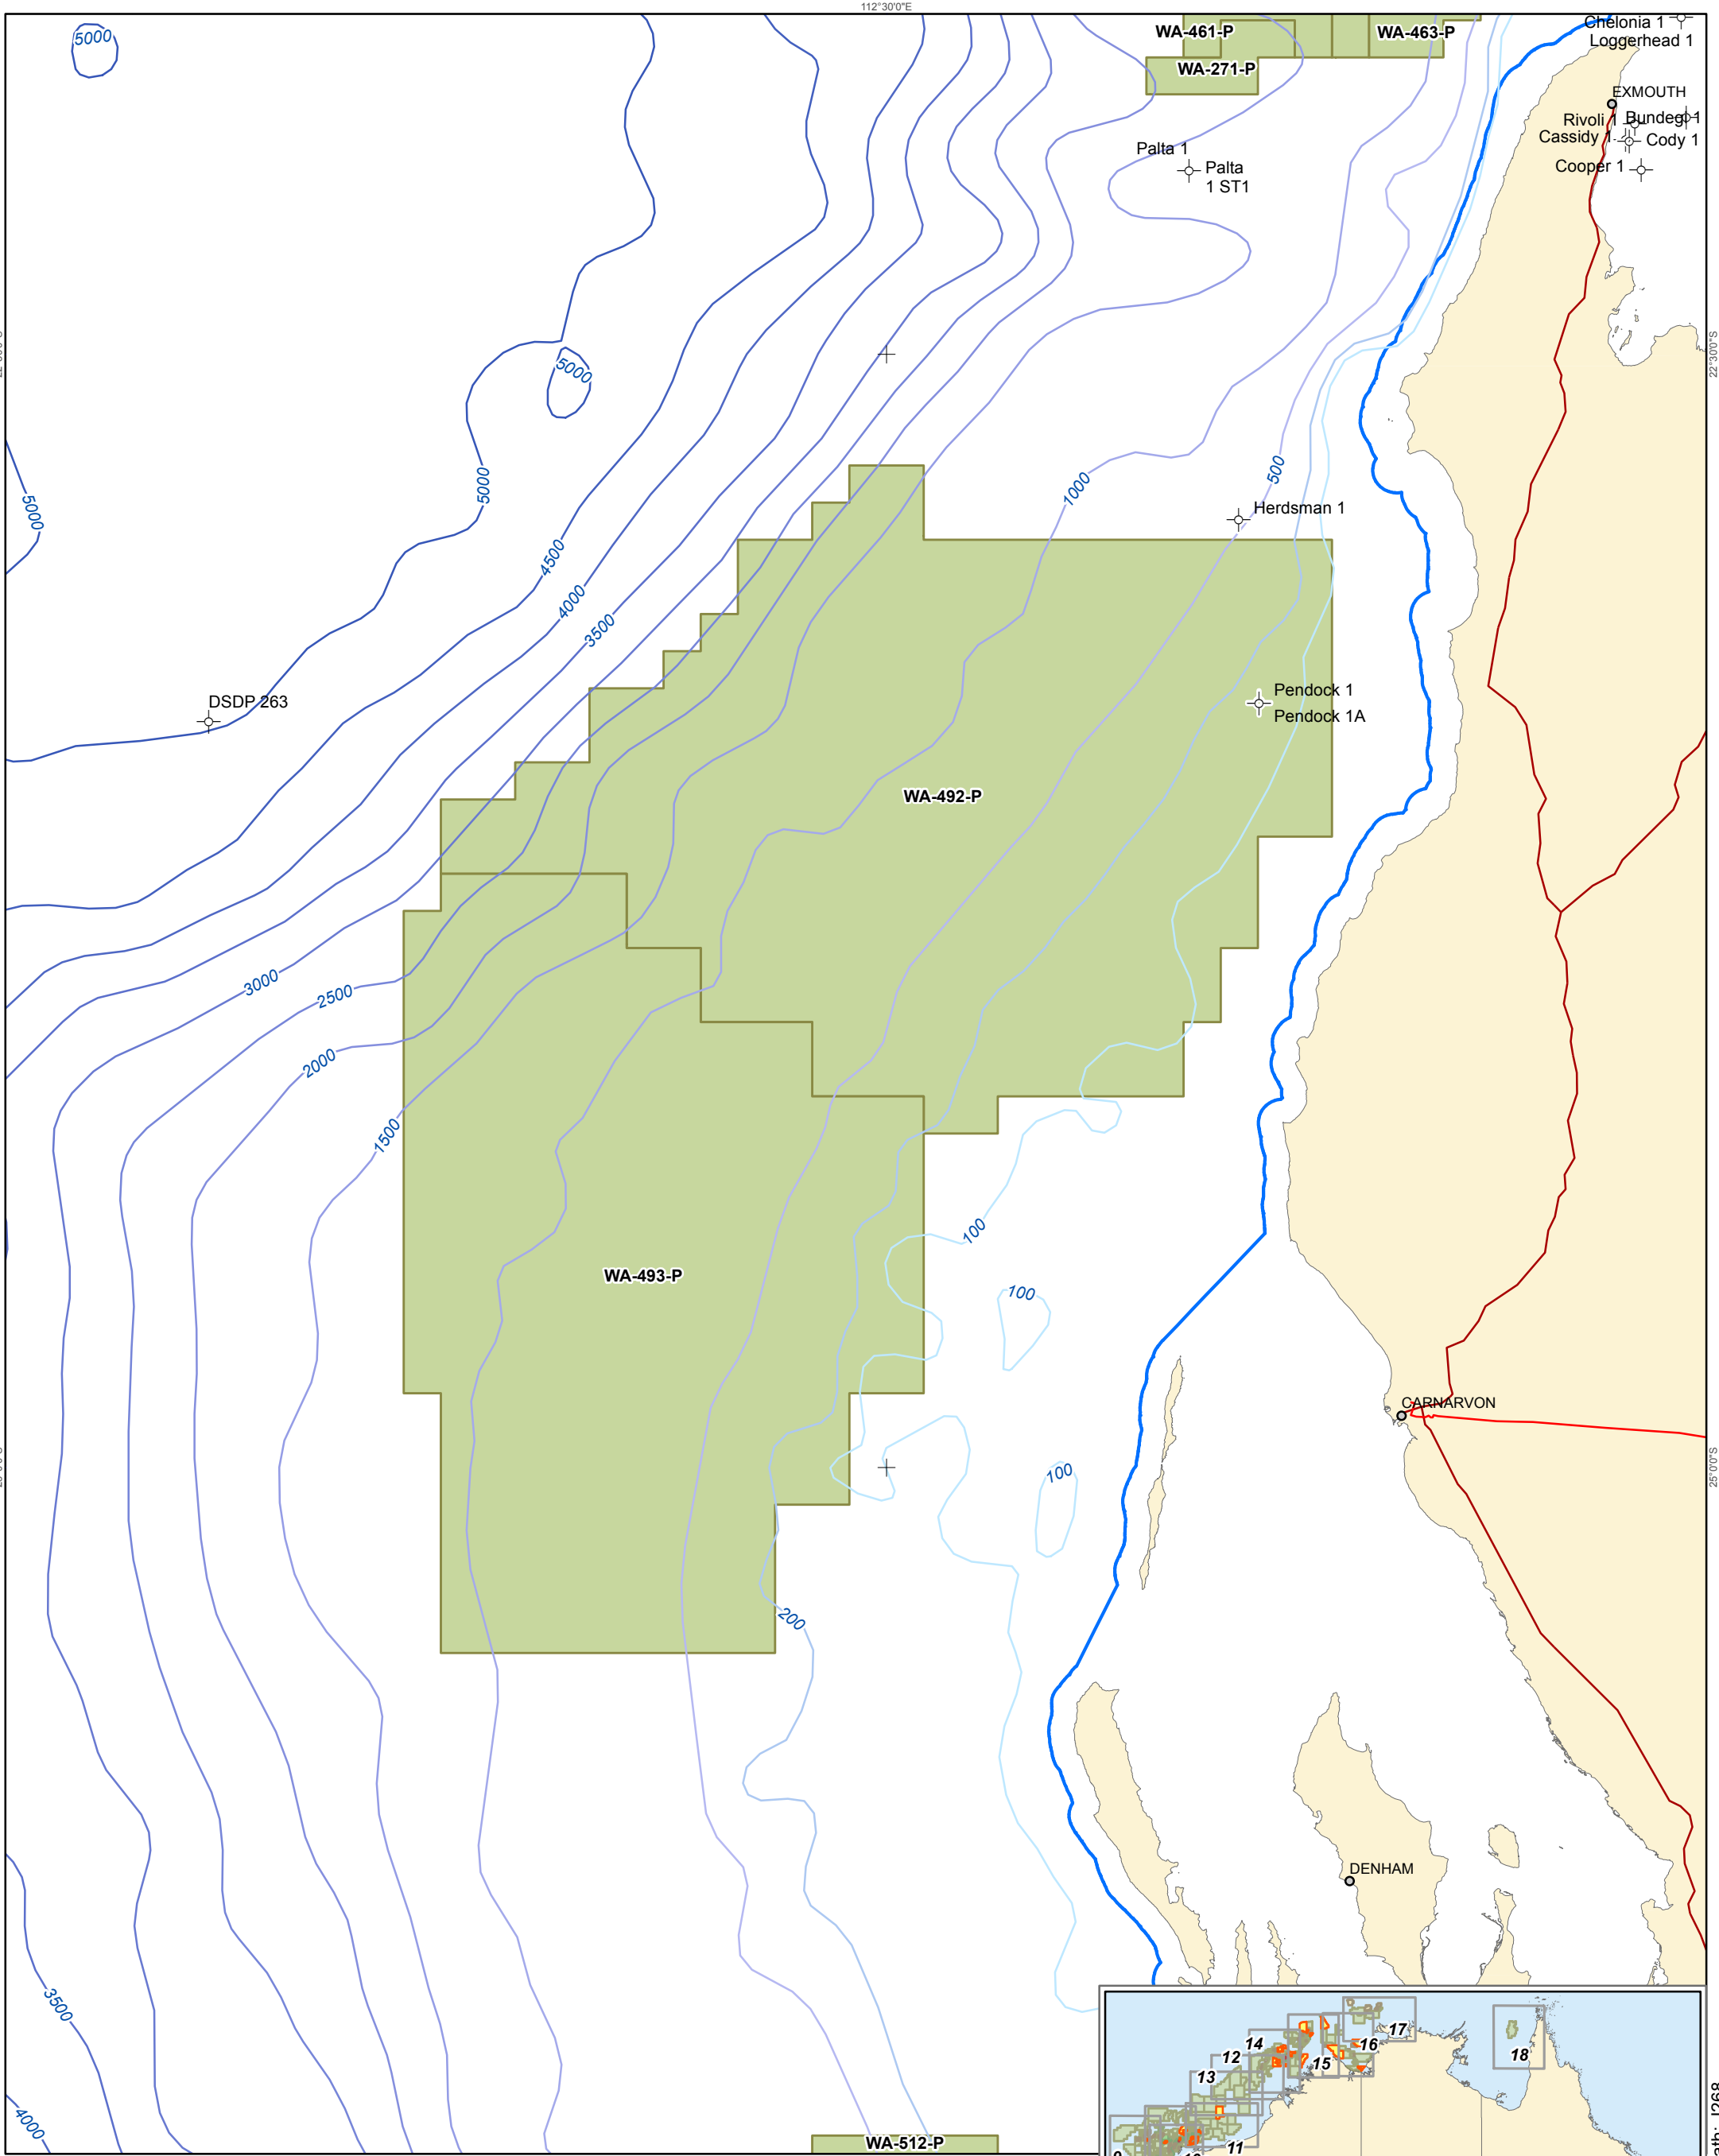 112°30'0"E
5000
WA-461-P
WA-463-P
Chelonia 1
Loggerhead 1
WA-271-P
EXMOUTH
Rivoli 1
Bundegi 1
Cassidy 1
Cody 1
Palta 1
Palta
1 ST1
Cooper 1
22°30'0"S
5000
5000
5000
1000
500
Herdsman 1
4500
4000
3500
DSDP 263
Pendock 1
Pendock 1A
WA-492-P
3000
2500
2000
1500
100
WA-493-P
100
CARNARVON
100
25°0'0"S
200
DENHAM
3500
4000
WA-512-P
17
14
16
12
15
18
13
11